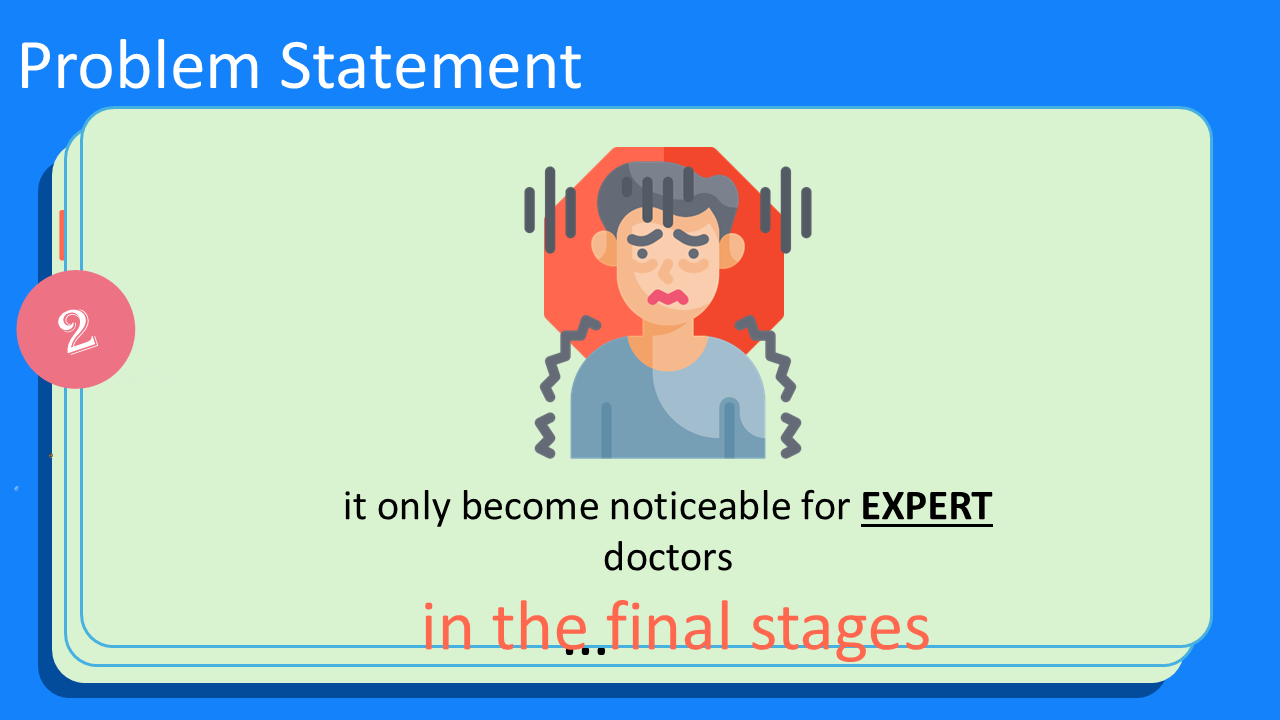 Problem Statement
2
it only become noticeable for EXPERT
doctors
in the final stages
...